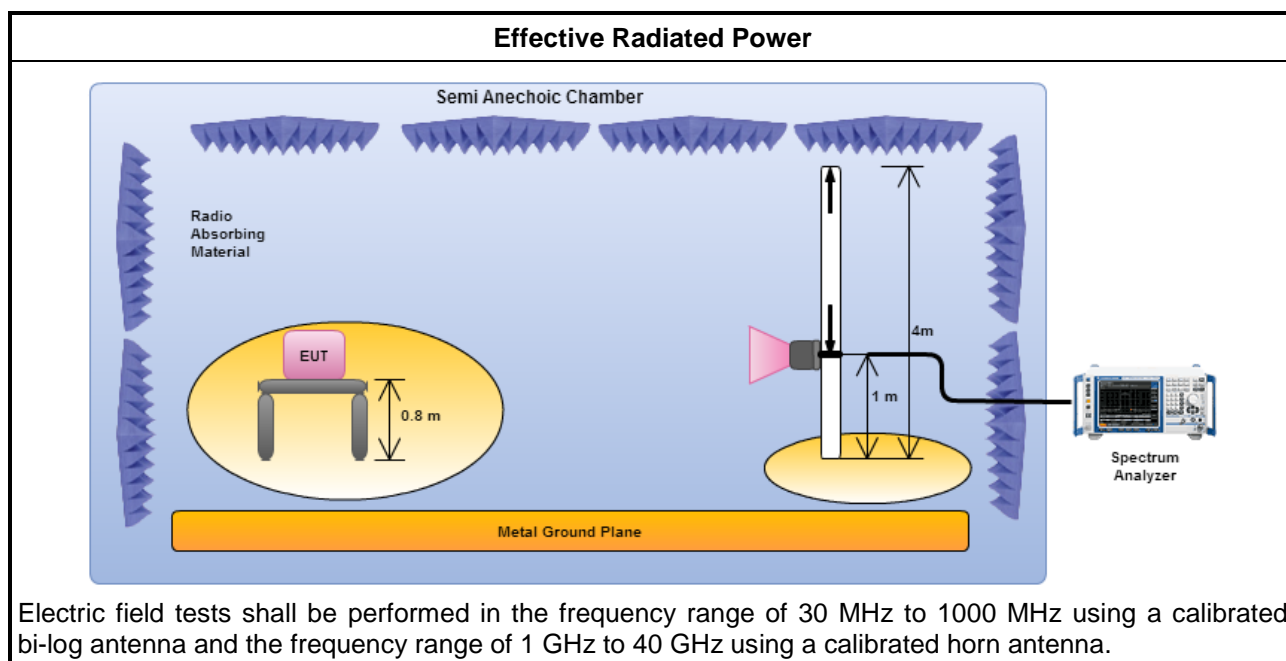 Effective Radiated Power
Semi Anechoic Chamber
Radio
Absorbing
Material
EUT
0.8 m
4m
1 m
Spectrum
Analyzer
Metal Ground Plane
Electric field tests shall be performed in the frequency range of 30 MHz to 1000 MHz using a calibrated
bi-log antenna and the frequency range of 1 GHz to 40 GHz using a calibrated horn antenna.